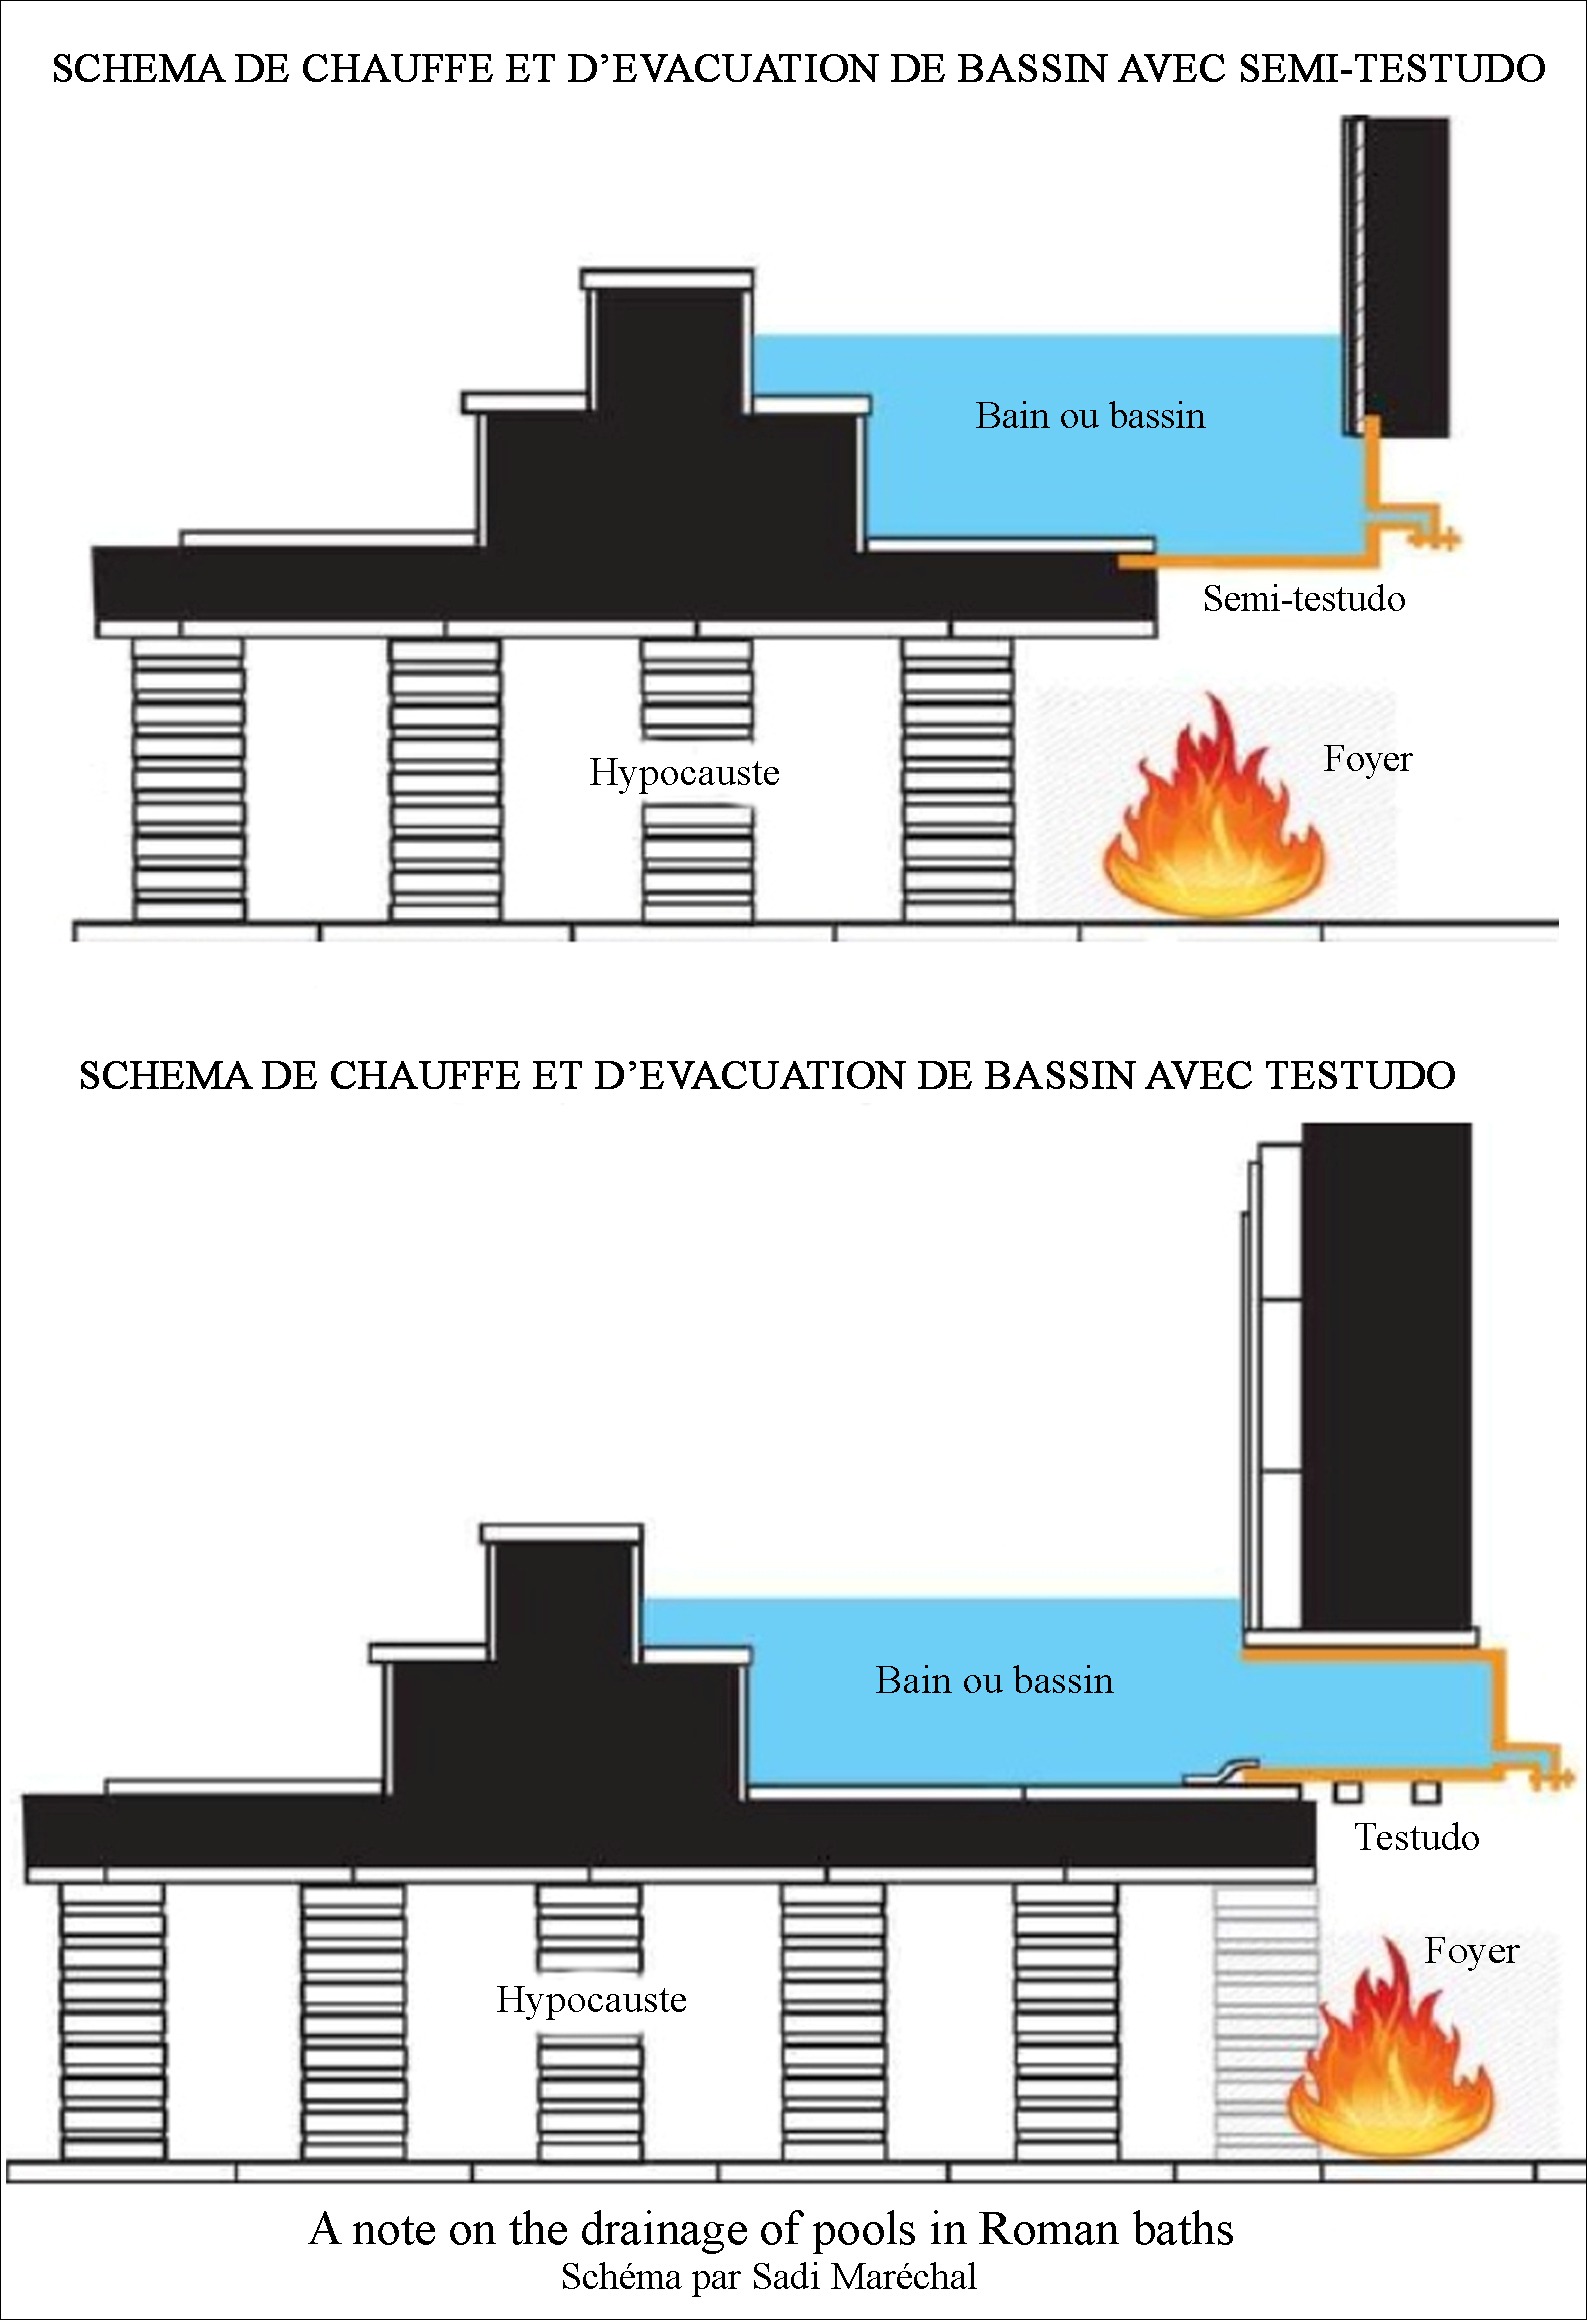 SCHEMA DE CHAUFFE ET D’EVACUATION DE BASSIN AVEC SEMI-TESTUDO
Bain ou bassin
Semi-testudo
Foyer
Hypocauste
SCHEMA DE CHAUFFE ET D’EVACUATION DE BASSIN AVEC TESTUDO
Bain ou bassin
Testudo
Foyer
Hypocauste
A note on the drainage of pools in Roman baths
Schéma par Sadi Maréchal